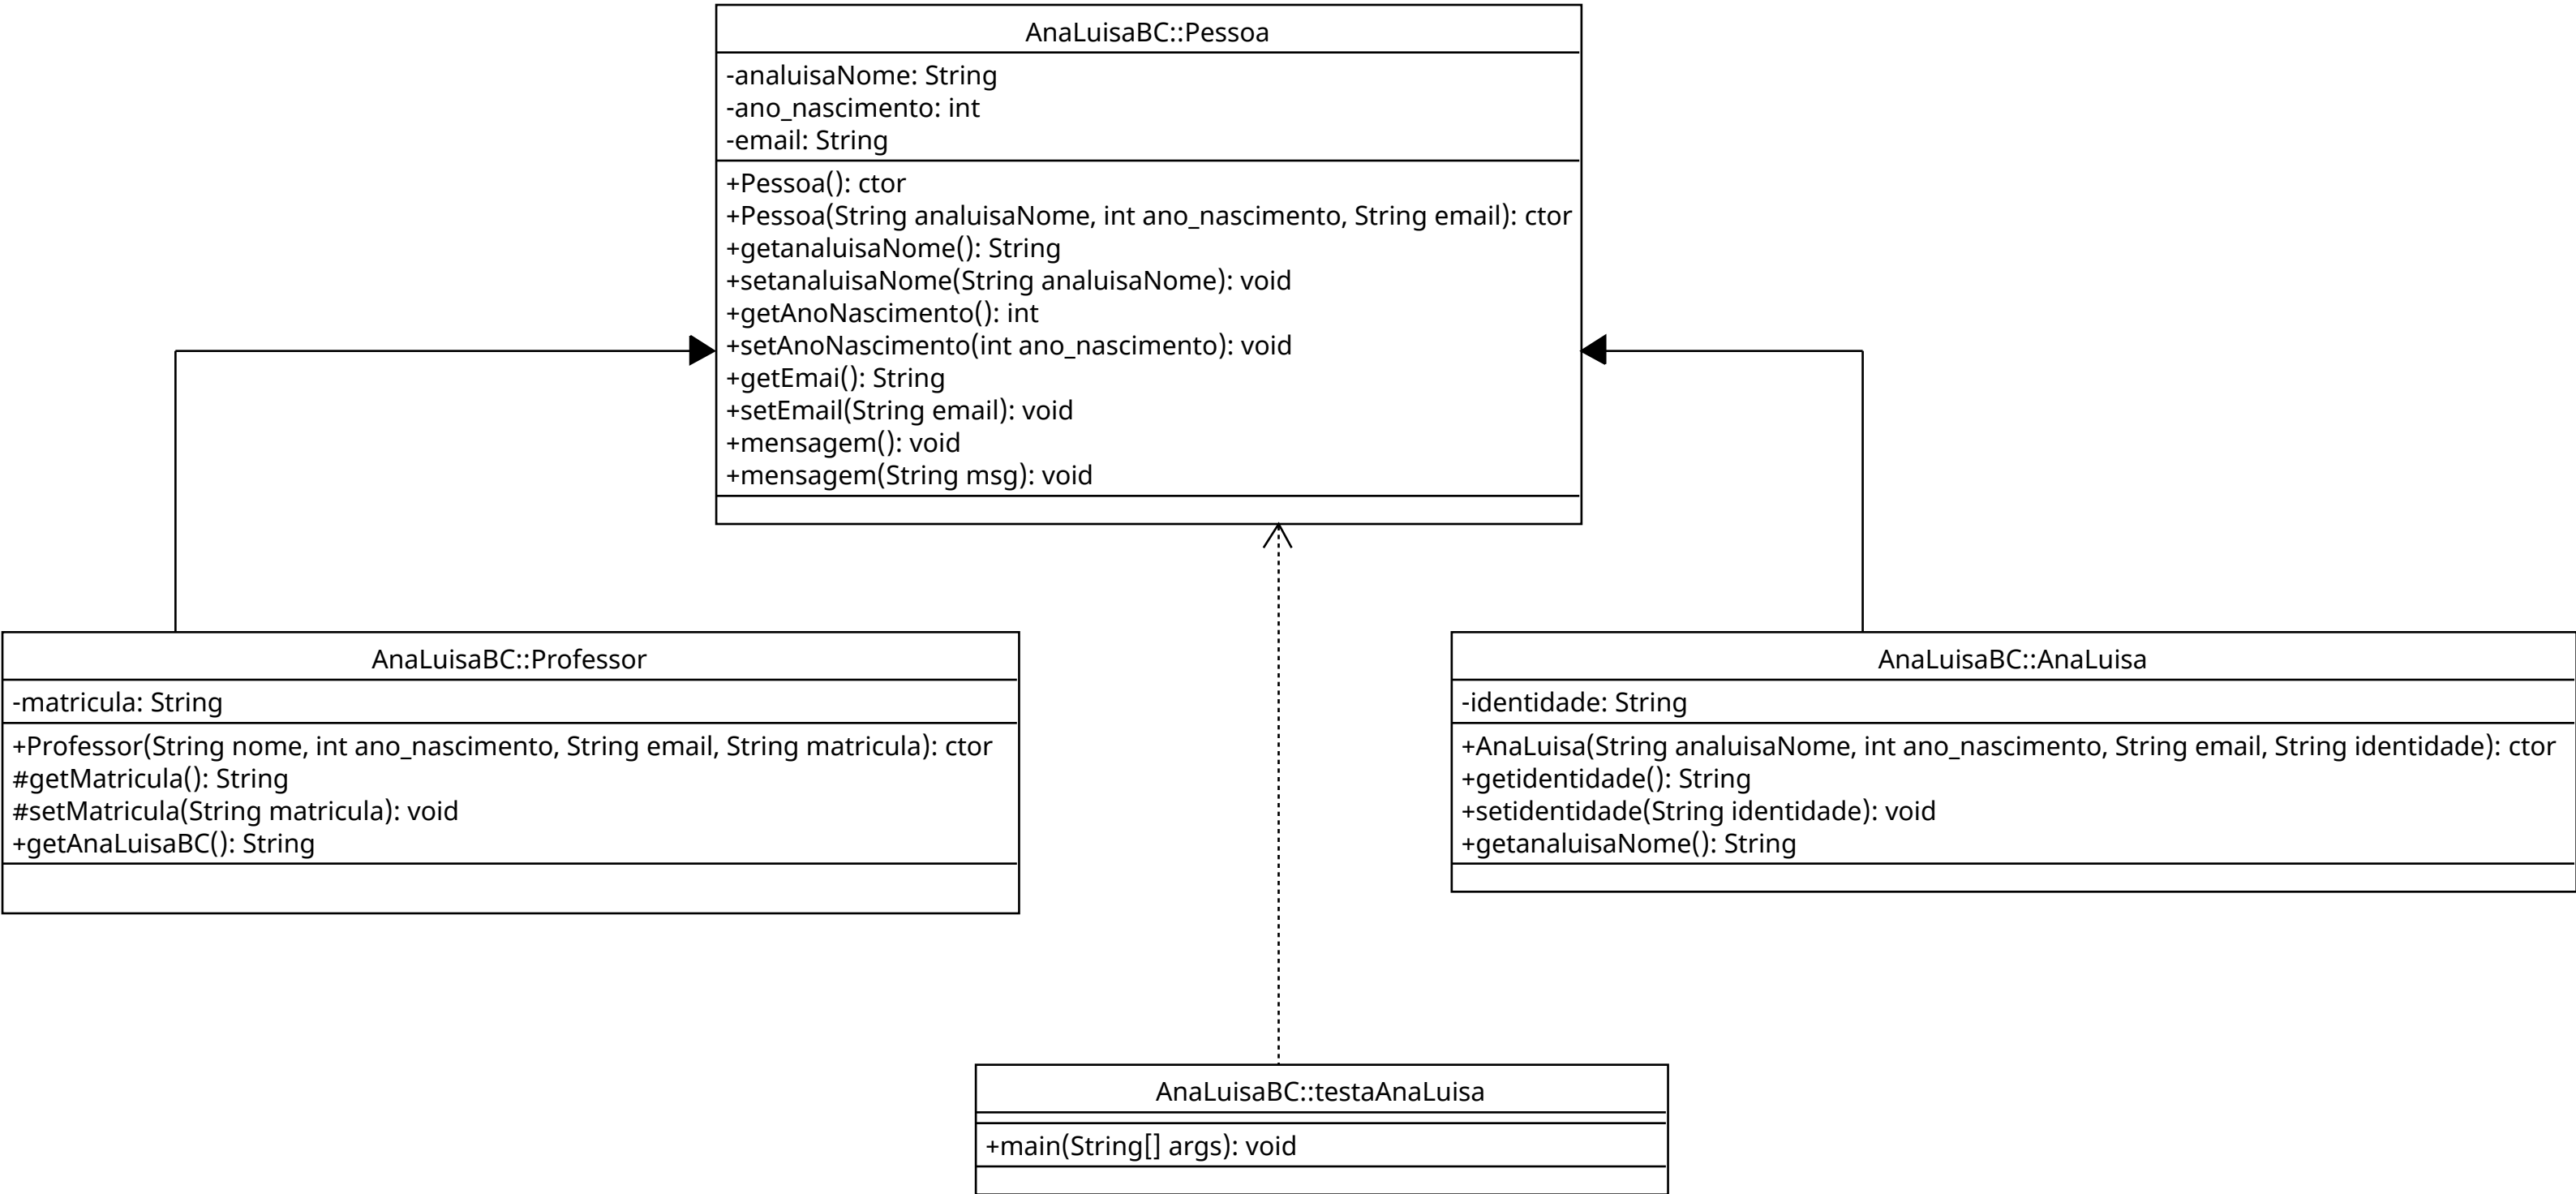 AnaLuisaBC::Pessoa
-analuisaNome: String
-ano_nascimento: int
-email: String
+Pessoa(): ctor
+Pessoa(String analuisaNome, int ano_nascimento, String email): ctor
+getanaluisaNome(): String
+setanaluisaNome(String analuisaNome): void
+getAnoNascimento(): int
+setAnoNascimento(int ano_nascimento): void
+getEmai(): String
+setEmail(String email): void
+mensagem(): void
+mensagem(String msg): void
AnaLuisaBC::Professor
-matricula: String
+Professor(String nome, int ano_nascimento, String email, String matricula): ctor
#getMatricula(): String
#setMatricula(String matricula): void
+getAnaLuisaBC(): String
AnaLuisaBC::AnaLuisa
-identidade: String
+AnaLuisa(String analuisaNome, int ano_nascimento, String email, String identidade): ctor
+getidentidade(): String
+setidentidade(String identidade): void
+getanaluisaNome(): String
AnaLuisaBC::testaAnaLuisa
+main(String[] args): void